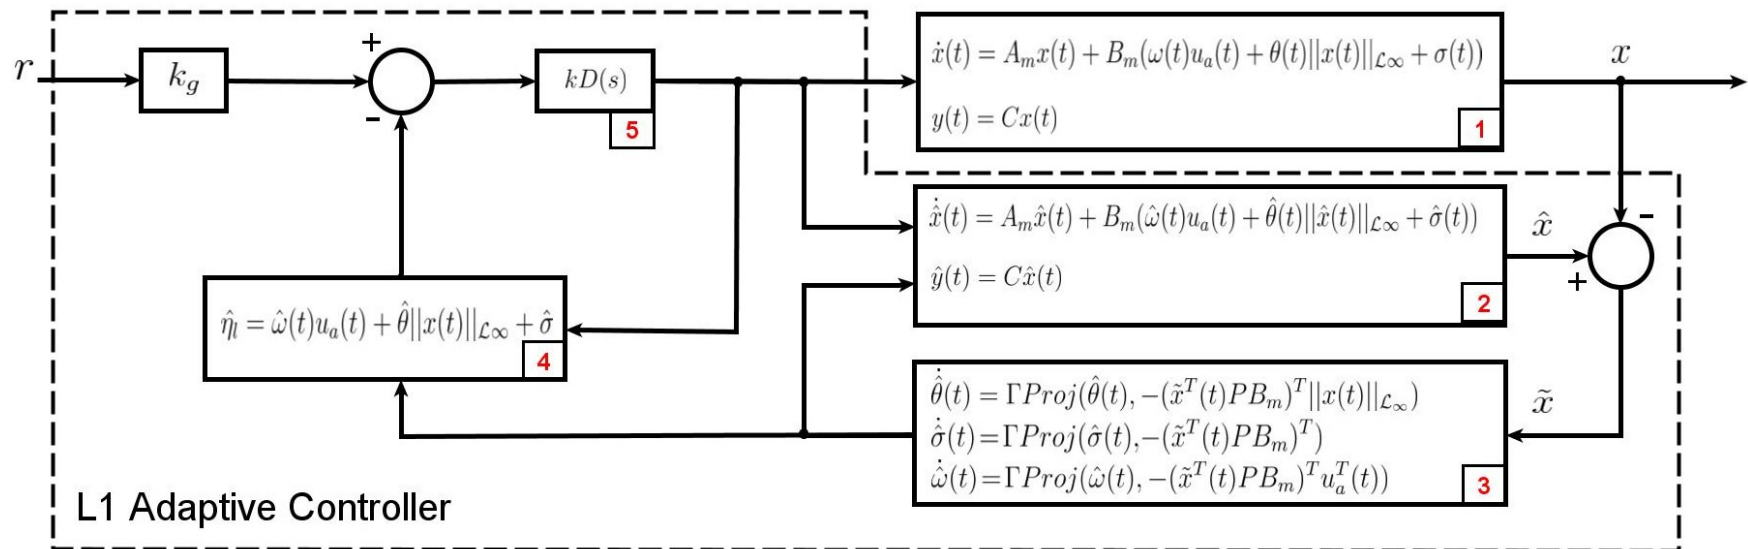 r
k_g
+
-
kD(s)
5
ẋ(t) = A_m x(t) + B_m(ω(t)u_a(t) + θ(t)||x(t)||_{𝓛∞} + σ(t))
y(t) = Cx(t)
1
x
-
x̂̇(t) = A_m x̂(t) + B_m(ω̂(t)u_a(t) + θ̂(t)||x̂(t)||_{𝓛∞} + σ̂(t))
ŷ(t) = Cx̂(t)
2
x̂
+
η̂_l = ω̂(t)u_a(t) + θ̂||x(t)||_{𝓛∞} + σ̂
4
θ̂̇(t) = ΓProj(θ̂(t), -(x̃^T(t)PB_m)^T||x(t)||_{𝓛∞})
σ̂̇(t) = ΓProj(σ̂(t), -(x̃^T(t)PB_m)^T)
ω̂̇(t) = ΓProj(ω̂(t), -(x̃^T(t)PB_m)^T u_a^T(t))
3
x̃
L1 Adaptive Controller